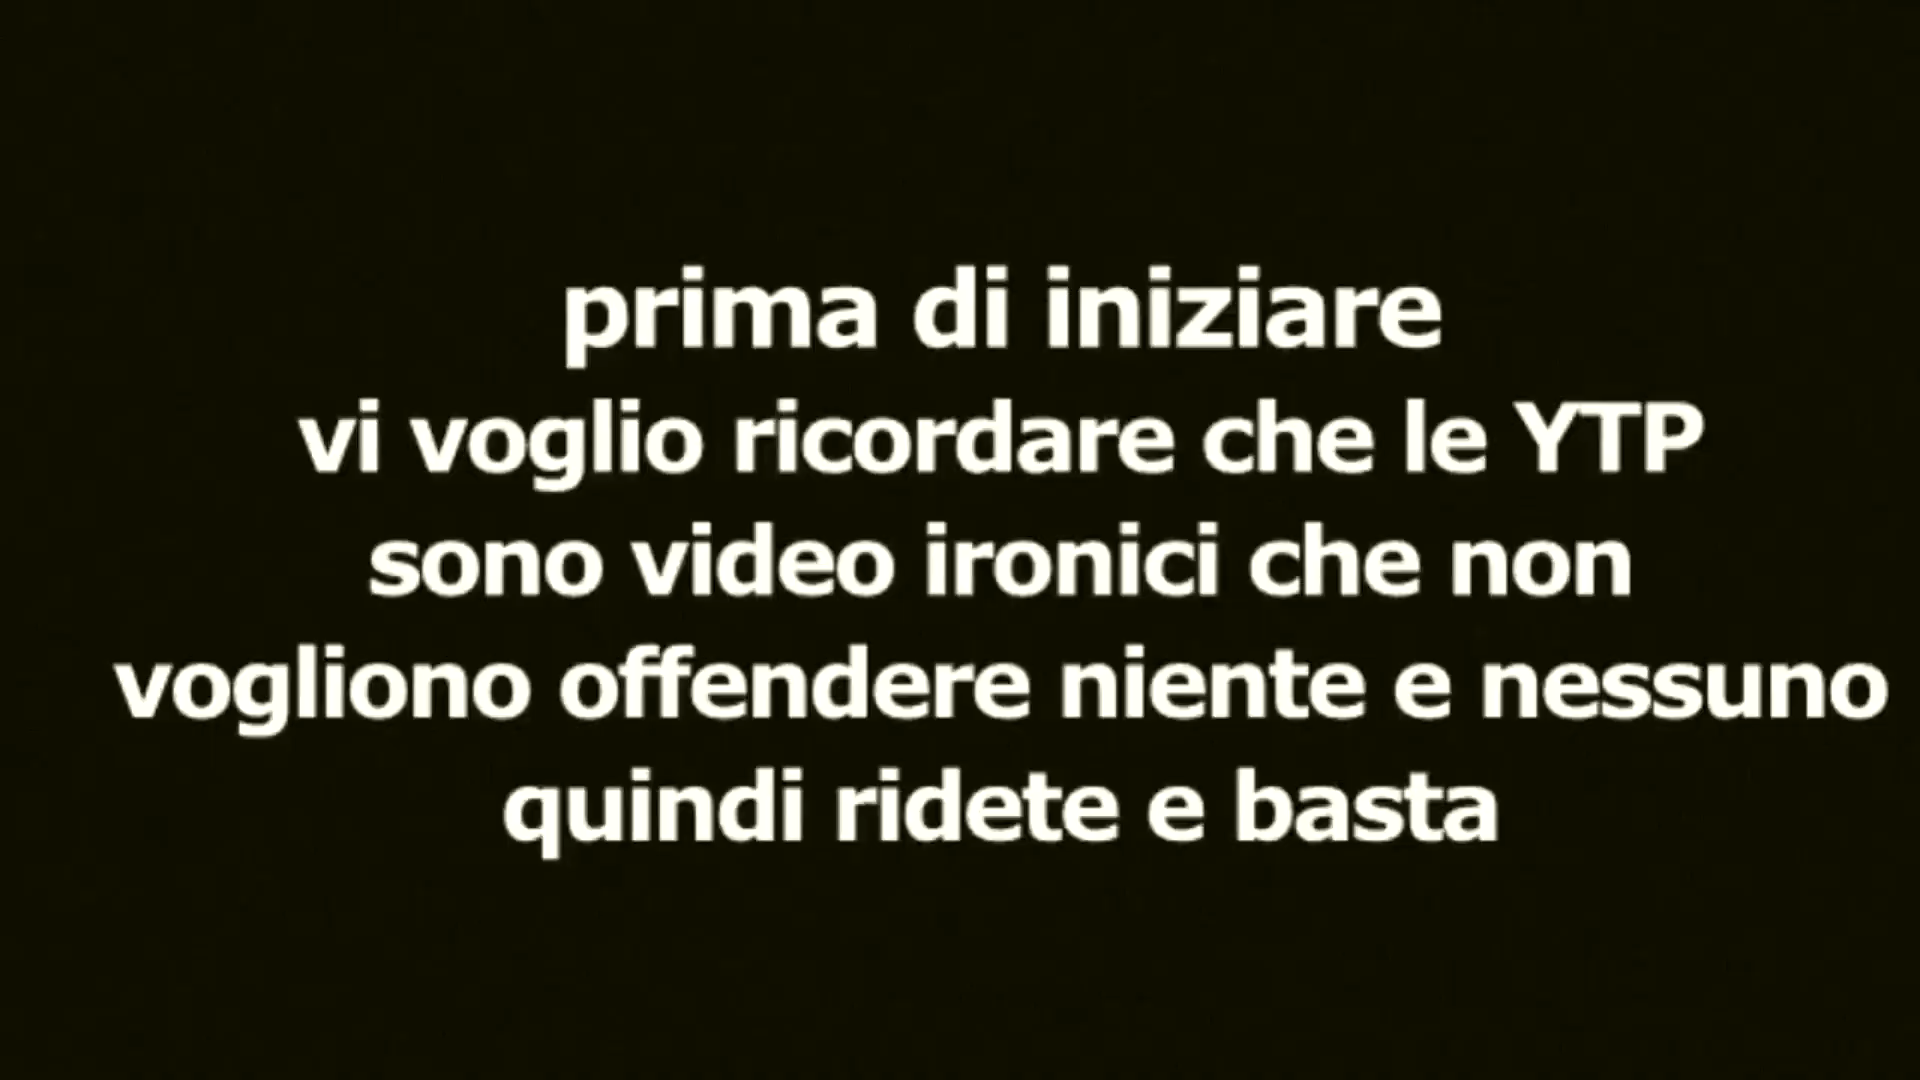 prima di iniziare
vi voglio ricordare che le YTP
sono video ironici che non
vogliono offendere niente e nessuno
quindi ridete e basta